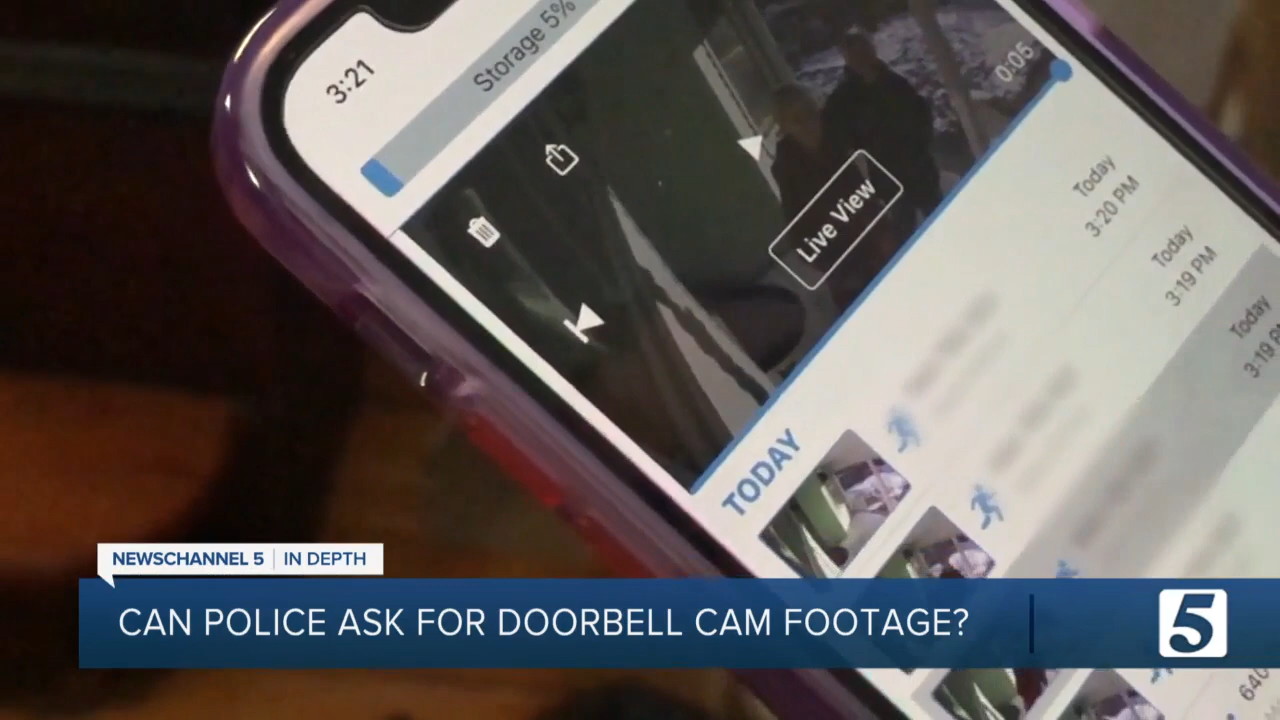 3:21
Storage 5%
0:05
Live View
TODAY
Today
3:20 PM
Today
3:19 PM
Today
3:19
NEWSCHANNEL 5 | IN DEPTH
CAN POLICE ASK FOR DOORBELL CAM FOOTAGE?
5